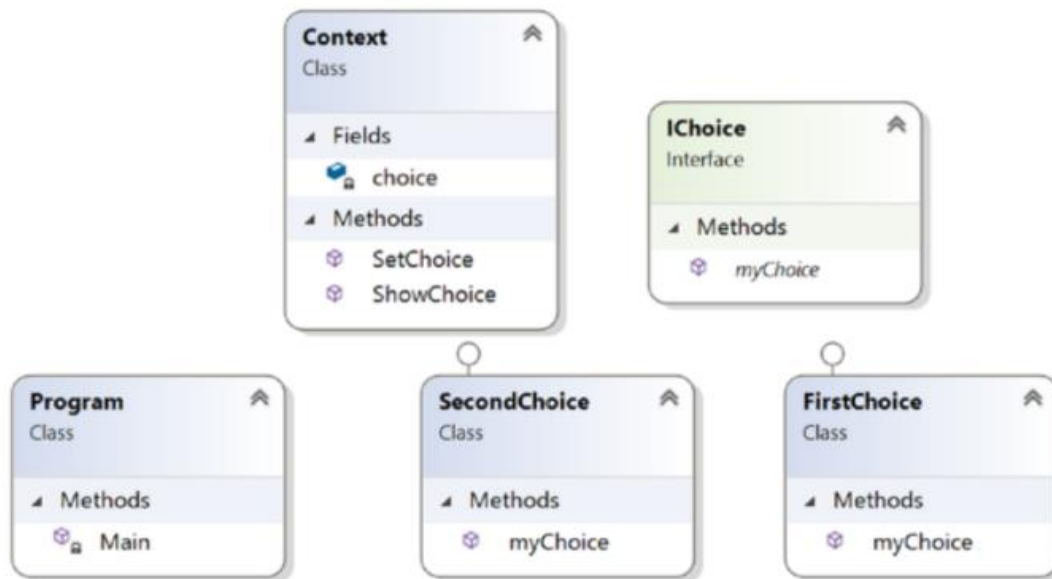 Context
Class
Fields
choice
Methods
SetChoice
ShowChoice
IChoice
Interface
Methods
myChoice
Program
Class
Methods
Main
SecondChoice
Class
Methods
myChoice
FirstChoice
Class
Methods
myChoice